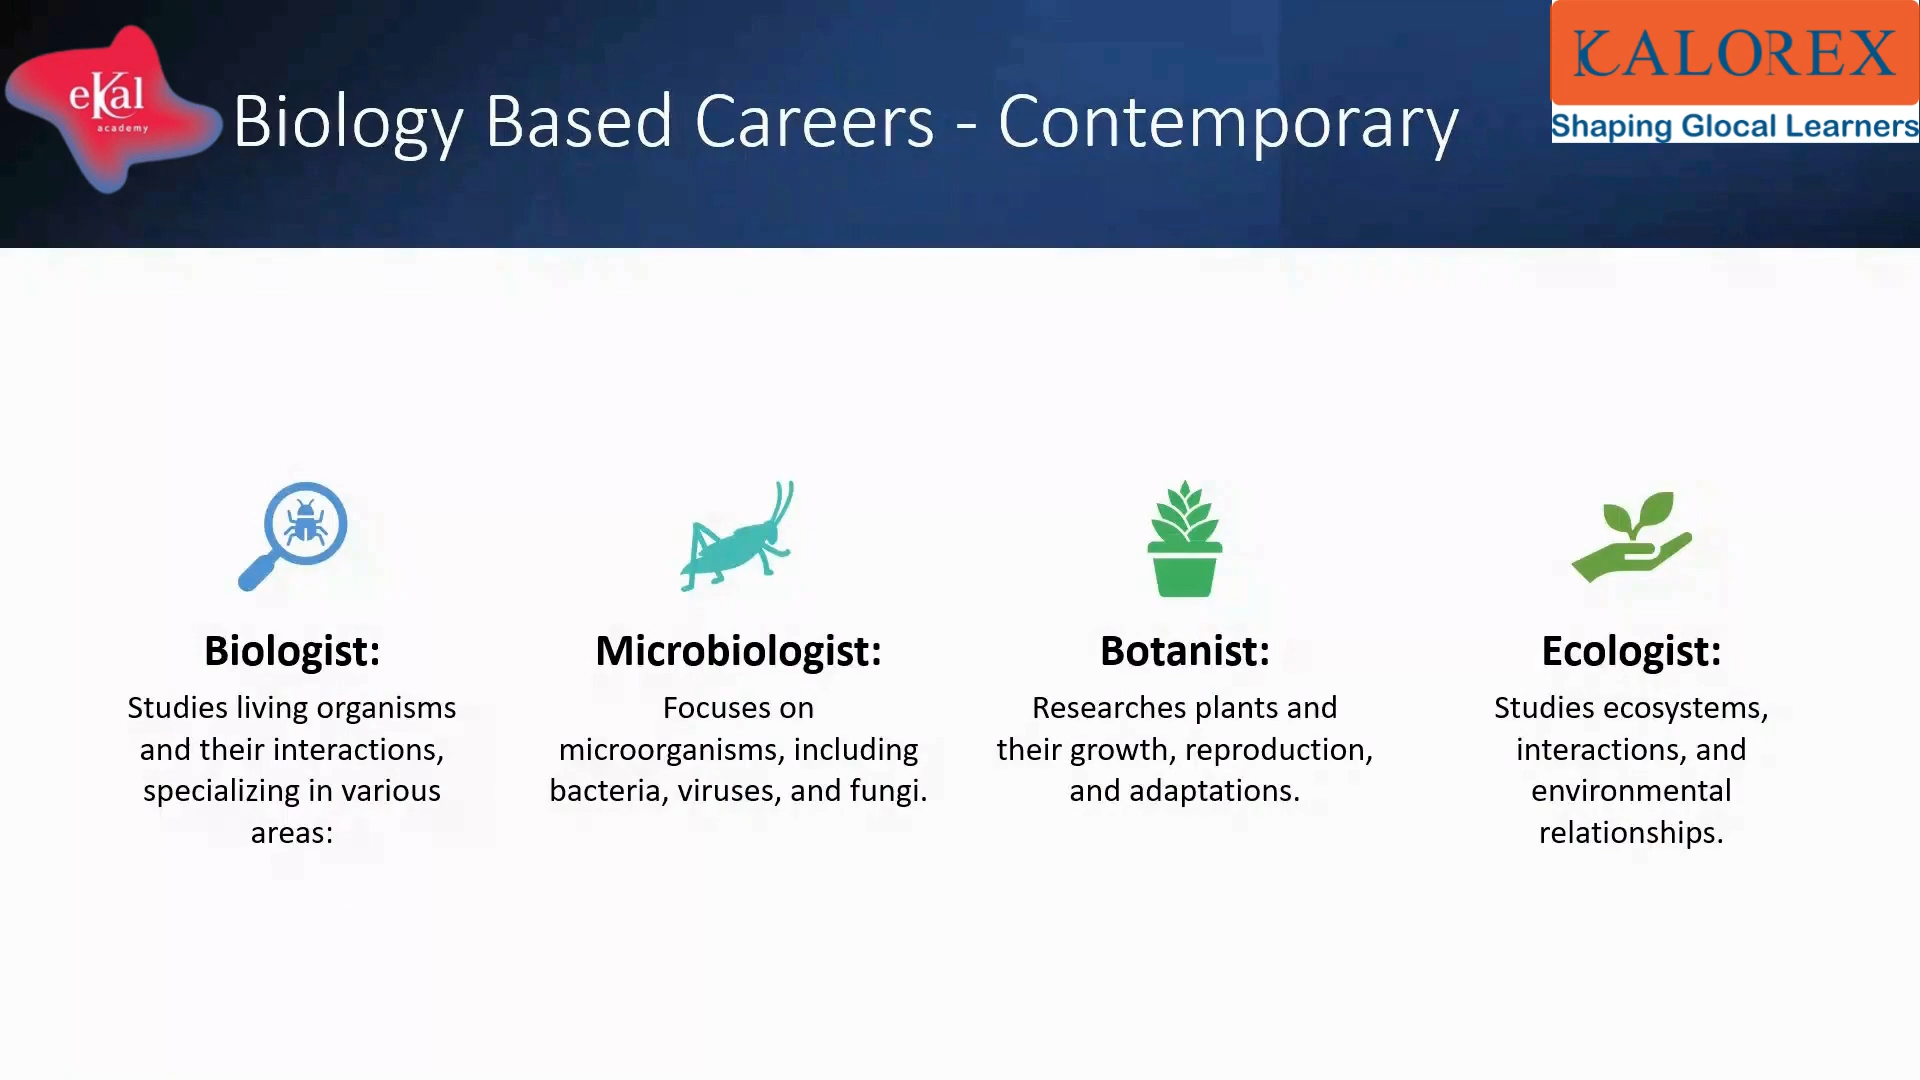 eKal
academy
Biology Based Careers - Contemporary
KALOREX
Shaping Glocal Learners
Biologist:
Studies living organisms
and their interactions,
specializing in various
areas:
Microbiologist:
Focuses on
microorganisms, including
bacteria, viruses, and fungi.
Botanist:
Researches plants and
their growth, reproduction,
and adaptations.
Ecologist:
Studies ecosystems,
interactions, and
environmental
relationships.